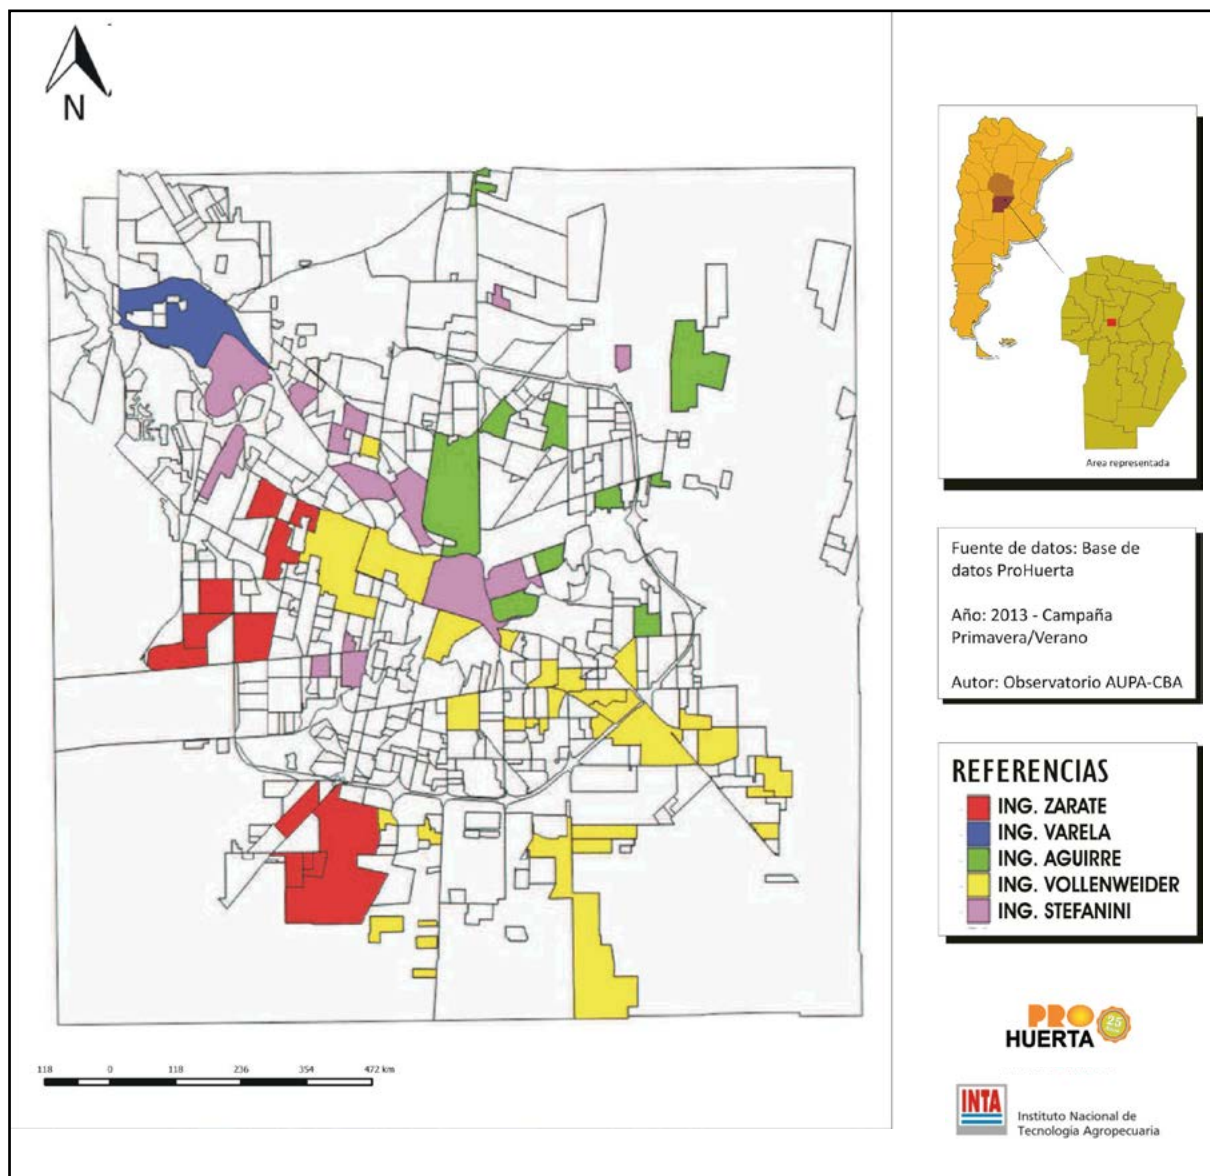 N
118 0 118 236 354 472 km
Area representada
Fuente de datos: Base de
datos ProHuerta
Año: 2013 - Campaña
Primavera/Verano
Autor: Observatorio AUPA-CBA
REFERENCIAS
ING. ZARATE
ING. VARELA
ING. AGUIRRE
ING. VOLLENWEIDER
ING. STEFANINI
PRO
25
HUERTA
INTA
Instituto Nacional de
Tecnología Agropecuaria